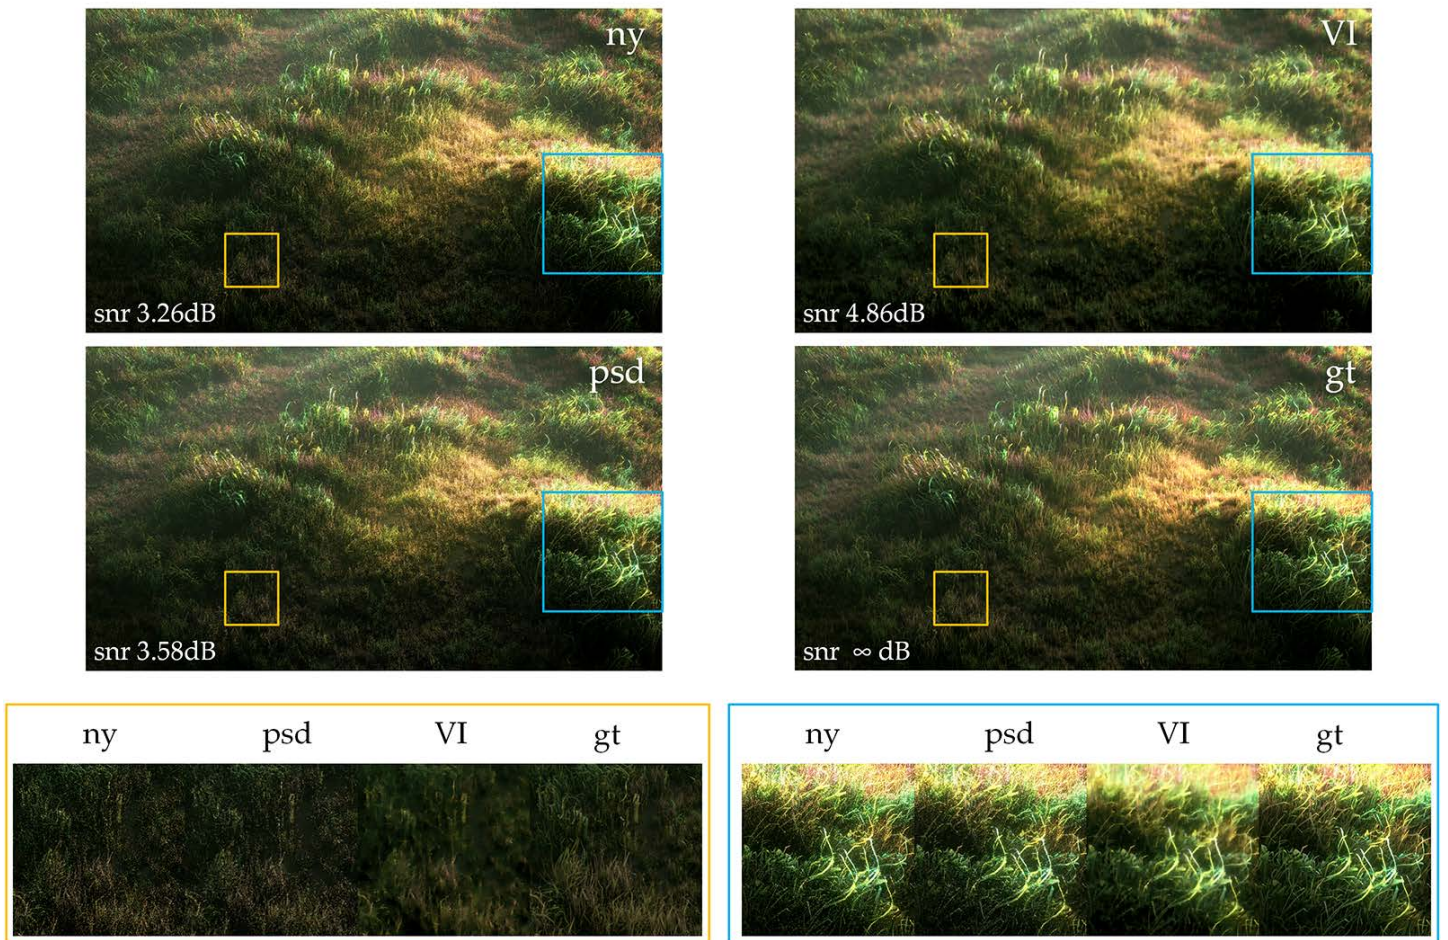 ny
VI
snr 3.26dB
snr 4.86dB
psd
gt
snr 3.58dB
snr ∞ dB
ny psd VI gt
ny psd VI gt